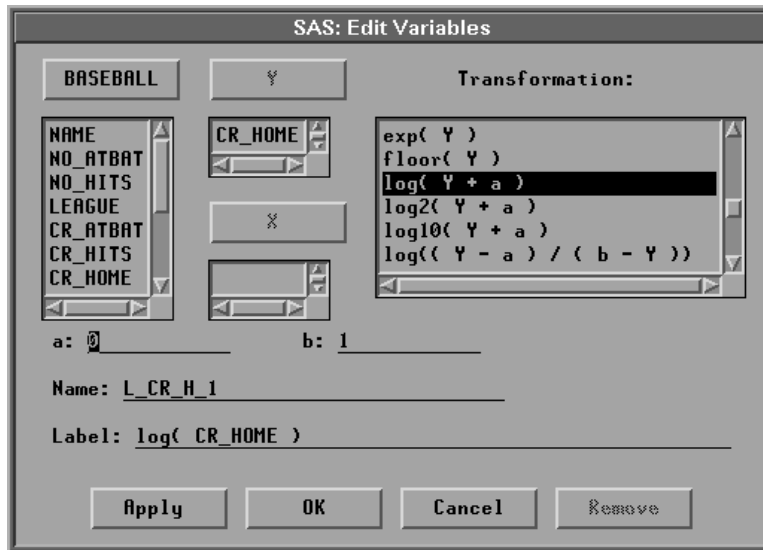 SAS: Edit Variables
BASEBALL
Y
Transformation:
NAME
NO_ATBAT
NO_HITS
LEAGUE
CR_ATBAT
CR_HITS
CR_HOME
CR_HOME
X
exp( Y )
floor( Y )
log( Y + a )
log2( Y + a )
log10( Y + a )
log(( Y - a ) / ( b - Y ))
a: 0
b: 1
Name: L_CR_H_1
Label: log( CR_HOME )
Apply
OK
Cancel
Remove